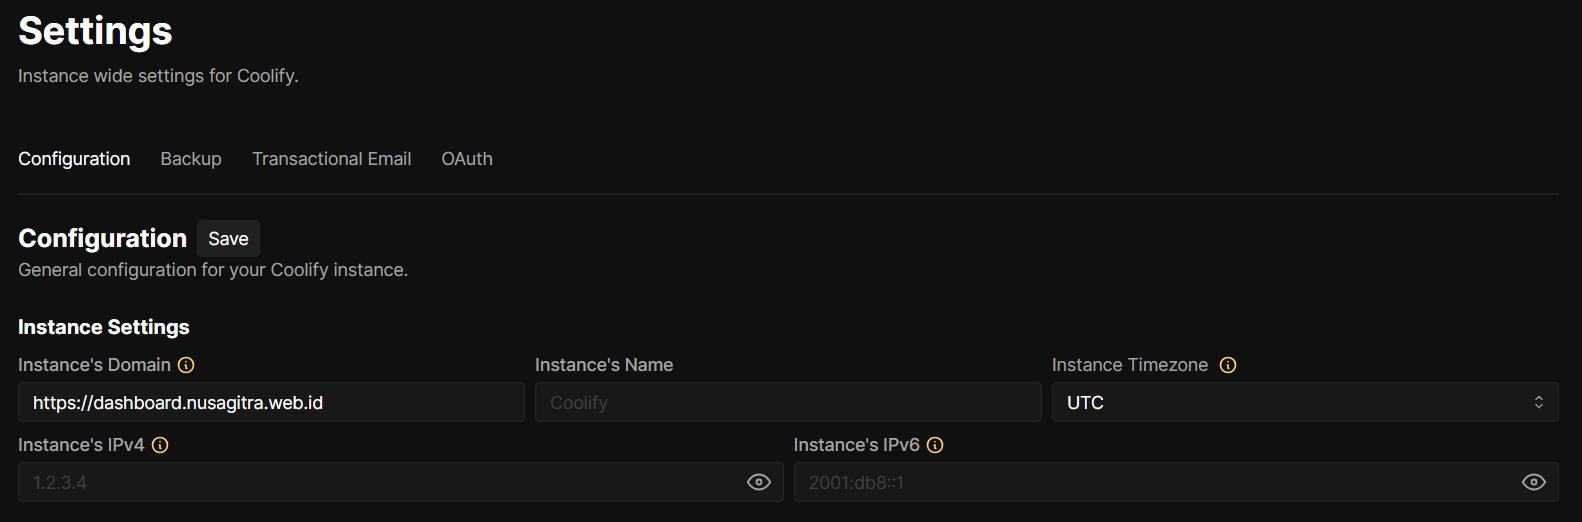 Settings
Instance wide settings for Coolify.
Configuration Backup Transactional Email OAuth
Configuration Save
General configuration for your Coolify instance.
Instance Settings
Instance's Domain Instance's Name Instance Timezone
https://dashboard.nusagitra.web.id Coolify UTC
Instance's IPv4 Instance's IPv6
1.2.3.4 2001:db8::1